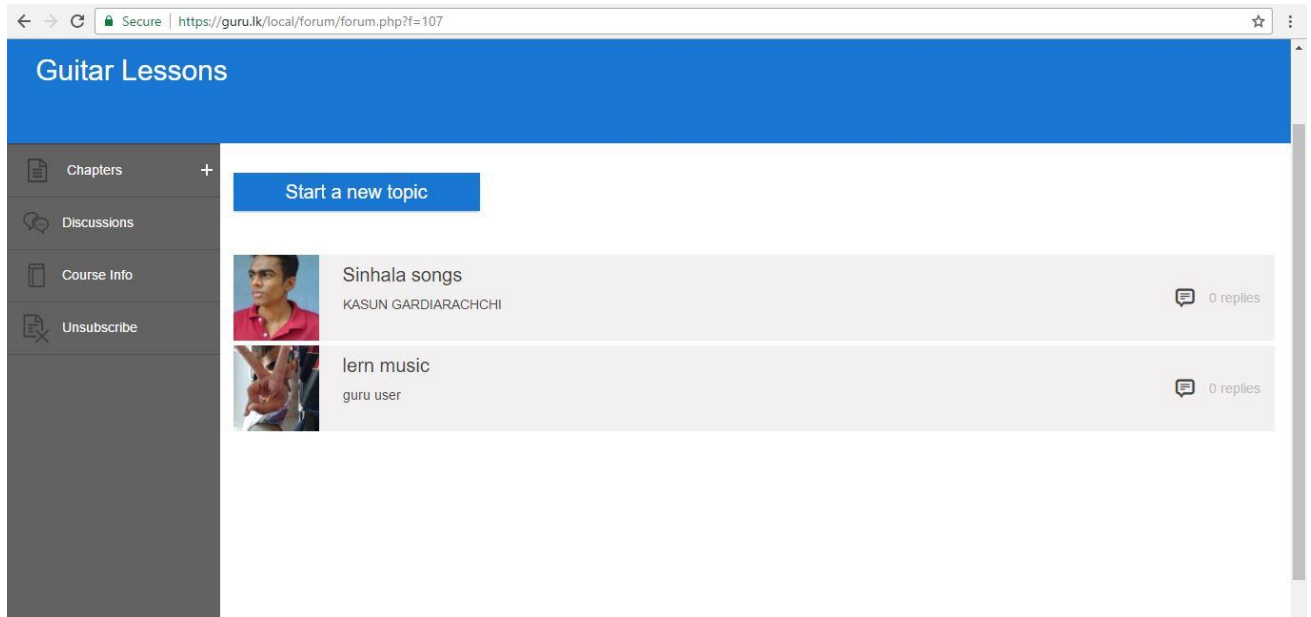 Secure | https://guru.lk/local/forum/forum.php?f=107
Guitar Lessons
Chapters +
Discussions
Course Info
Unsubscribe
Start a new topic
Sinhala songs
KASUN GARDIARACHCHI
0 replies
lern music
guru user
0 replies